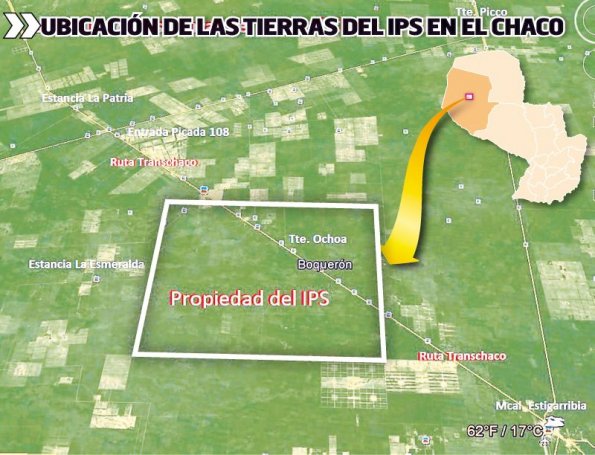 UBICACIÓN DE LAS TIERRAS DEL IPS EN EL CHACO
Tte. Picco
Estancia La Patria
Entrada Picada 108
Ruta Transchaco
Tte. Ochoa
Estancia La Esmeralda
Boquerón
Propiedad del IPS
Ruta Transchaco
Mcal. Estigarribia
62°F / 17°C